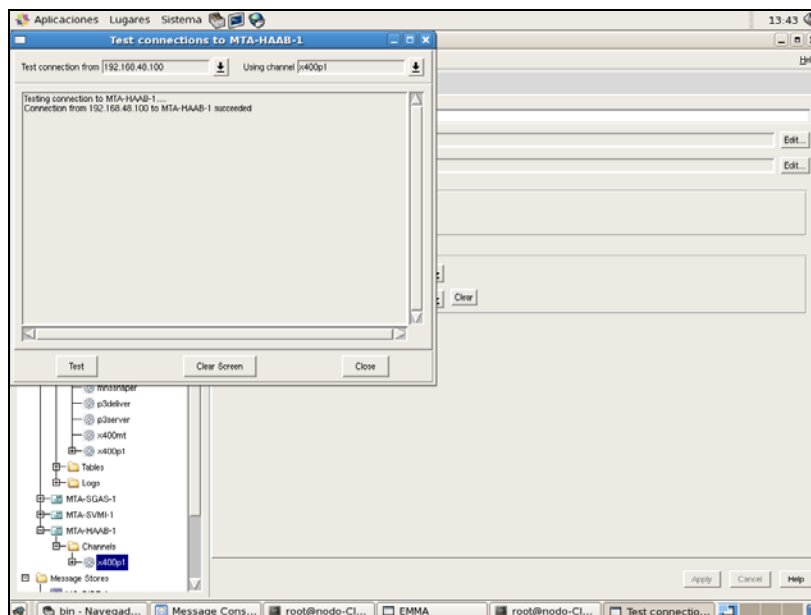 Aplicaciones Lugares Sistema 13:43
Test connections to MTA-HAAB-1
Test connection from 192.168.48.100 Using channel x400p1
Testing connection to MTA-HAAB-1....
Connection from 192.168.48.100 to MTA-HAAB-1 succeeded
Edit...
Edit...
Clear
Test Clear Screen Close
p3deliver
p3server
x400mt
x400p1
Tables
Logs
MTA-SGAS-1
MTA-SVMI-1
MTA-HAAB-1
Channels
x400p1
Message Stores
Apply Cancel Help
bin - Navegad... Message Cons... root@nodo-Cl... EMMA root@nodo-Cl... Test connectio...